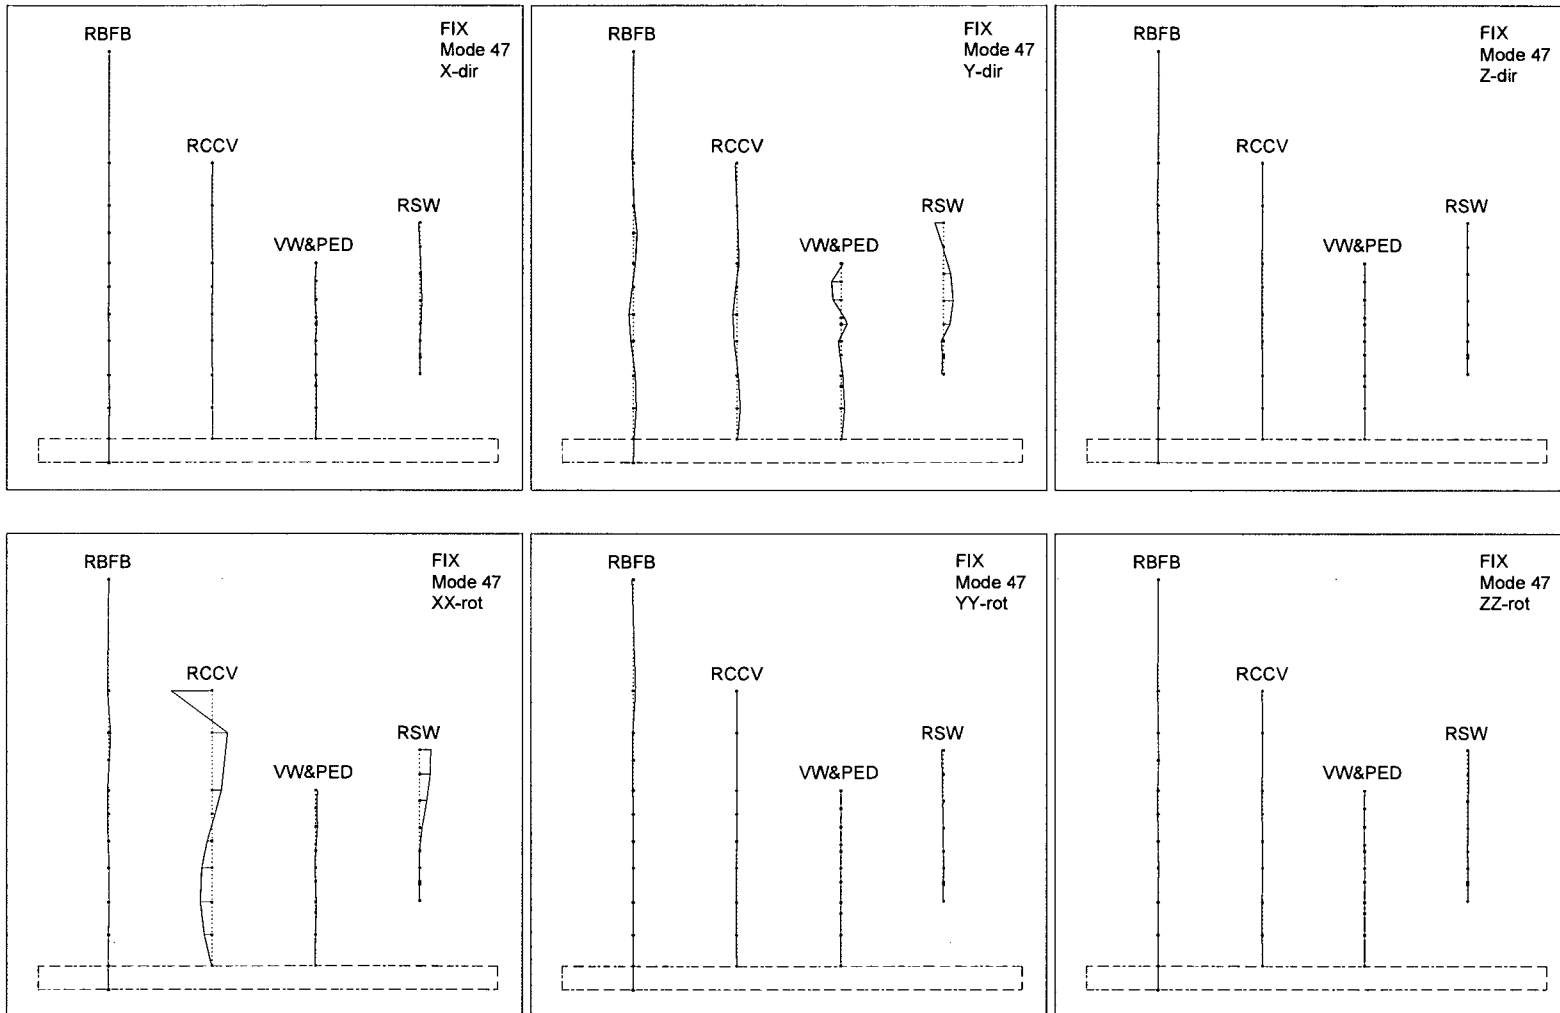 RBFB
FIX
Mode 47
X-dir
RCCV
RSW
VW&PED
RBFB
FIX
Mode 47
Y-dir
RCCV
RSW
VW&PED
RBFB
FIX
Mode 47
Z-dir
RCCV
RSW
VW&PED
RBFB
FIX
Mode 47
XX-rot
RCCV
RSW
VW&PED
RBFB
FIX
Mode 47
YY-rot
RCCV
RSW
VW&PED
RBFB
FIX
Mode 47
ZZ-rot
RCCV
RSW
VW&PED